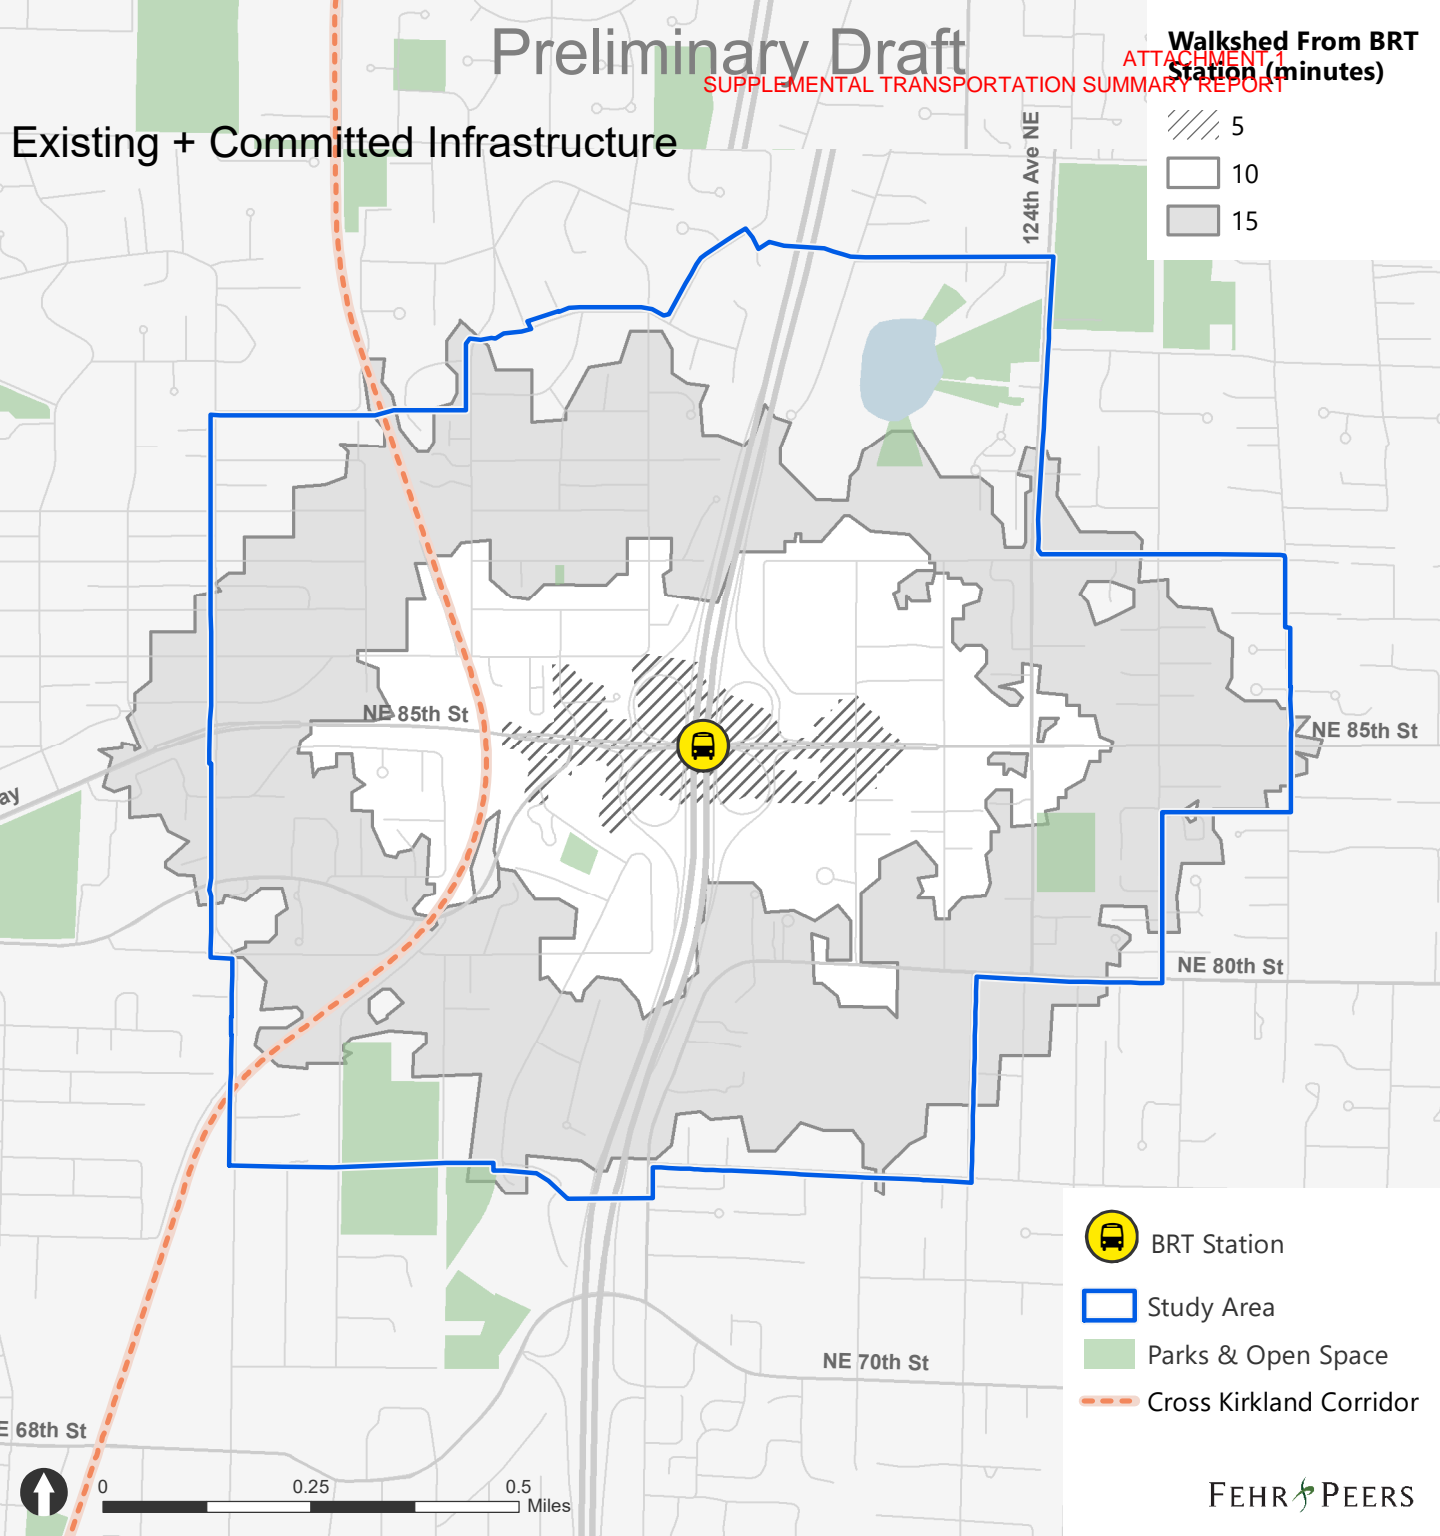 Preliminary Draft
ATTACHMENT 1
SUPPLEMENTAL TRANSPORTATION SUMMARY REPORT
Existing + Committed Infrastructure
Walkshed From BRT
Station (minutes)
5
10
15
124th Ave NE
NE 85th St
NE 85th St
ay
NE 80th St
NE 70th St
E 68th St
BRT Station
Study Area
Parks & Open Space
Cross Kirkland Corridor
0 0.25 0.5
Miles
FEHR PEERS